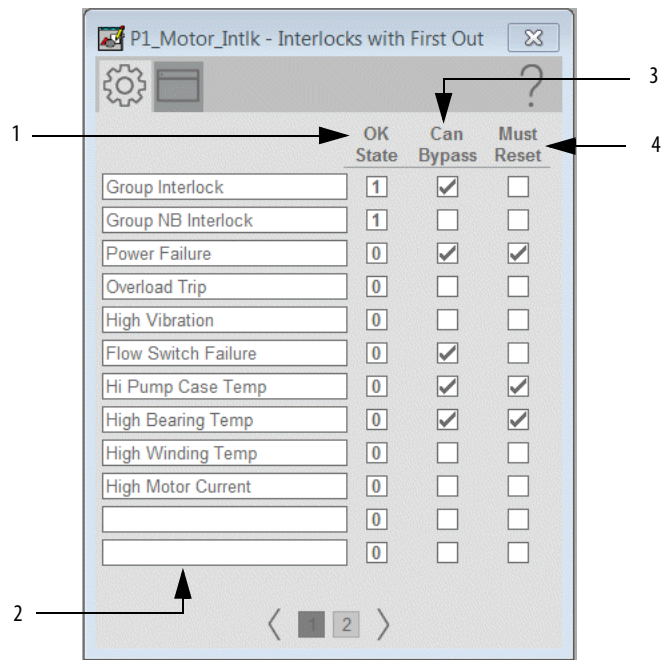 P1_Motor_Intlk - Interlocks with First Out
?
3
1
OK Can Must
State Bypass Reset
4
Group Interlock 1
Group NB Interlock 1
Power Failure 0
Overload Trip 0
High Vibration 0
Flow Switch Failure 0
Hi Pump Case Temp 0
High Bearing Temp 0
High Winding Temp 0
High Motor Current 0
0
0
2
1 2